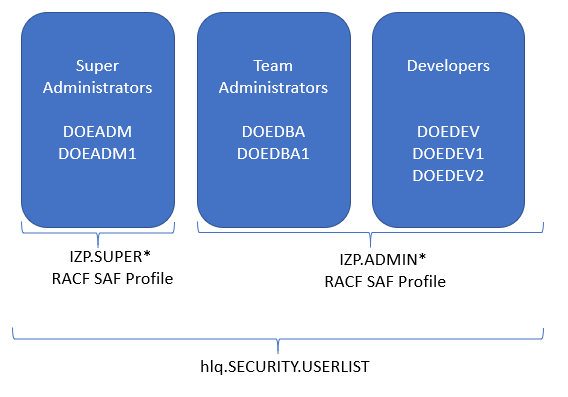 Super
Administrators
DOEADM
DOEADM1
Team
Administrators
DOEDBA
DOEDBA1
Developers
DOEDEV
DOEDEV1
DOEDEV2
IZP.SUPER*
RACF SAF Profile
IZP.ADMIN*
RACF SAF Profile
hlq.SECURITY.USERLIST